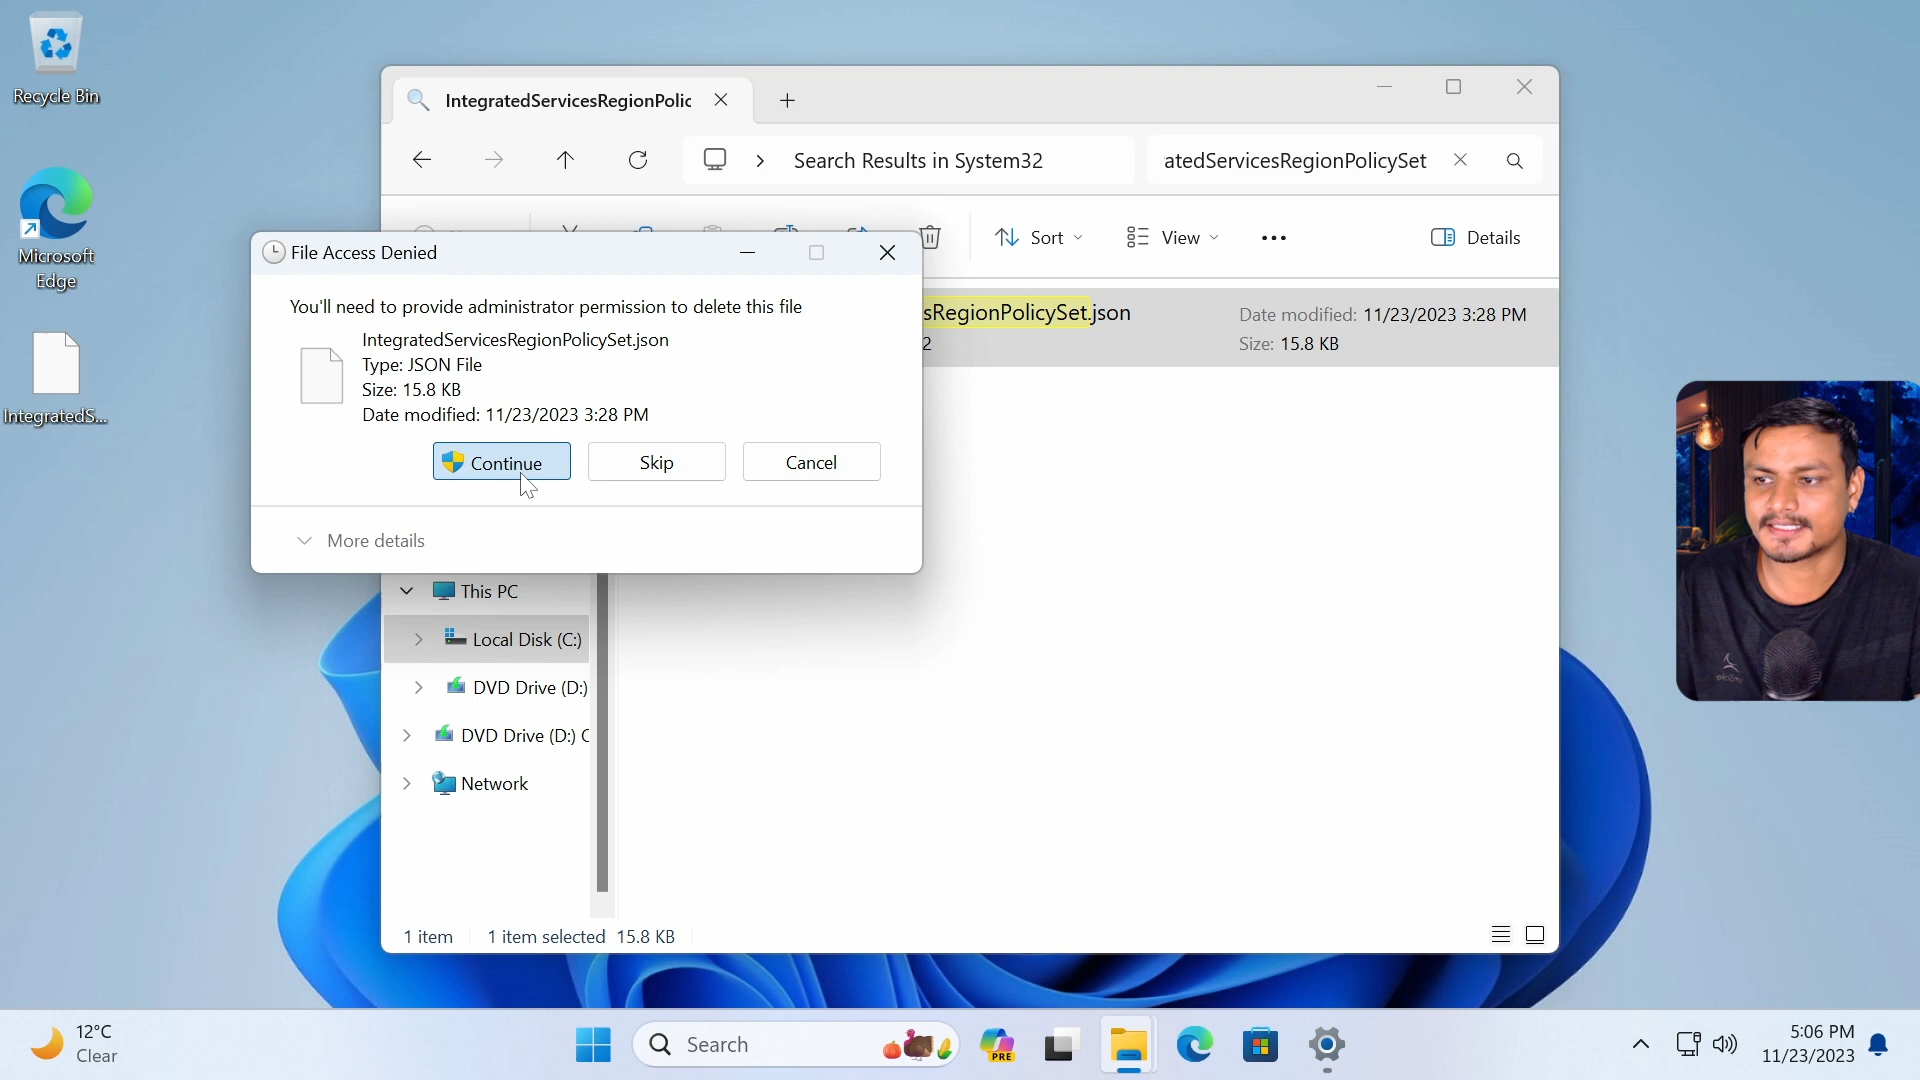 Recycle Bin
Microsoft
Edge
IntegratedS...
IntegratedServicesRegionPolic
Search Results in System32
atedServicesRegionPolicySet
Sort
View
Details
File Access Denied
You'll need to provide administrator permission to delete this file
IntegratedServicesRegionPolicySet.json
Type: JSON File
Size: 15.8 KB
Date modified: 11/23/2023 3:28 PM
Continue
Skip
Cancel
More details
sRegionPolicySet.json
2
Date modified: 11/23/2023 3:28 PM
Size: 15.8 KB
This PC
Local Disk (C:)
DVD Drive (D:)
DVD Drive (D:) C
Network
1 item
1 item selected 15.8 KB
12°C
Clear
Search
PRE
5:06 PM
11/23/2023